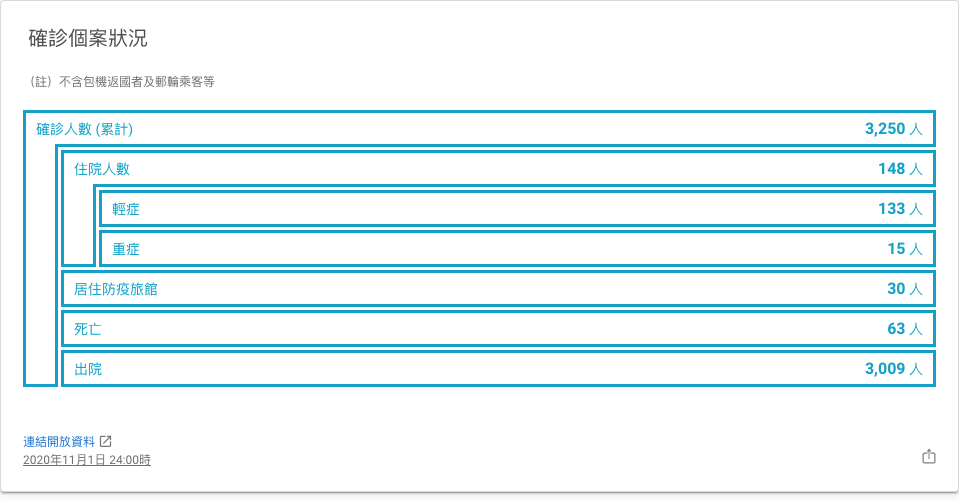 確診個案狀況
（註）不含包機返國者及郵輪乘客等
確診人數 (累計) 3,250 人
住院人數 148 人
輕症 133 人
重症 15 人
居住防疫旅館 30 人
死亡 63 人
出院 3,009 人
連結開放資料
2020年11月1日 24:00時